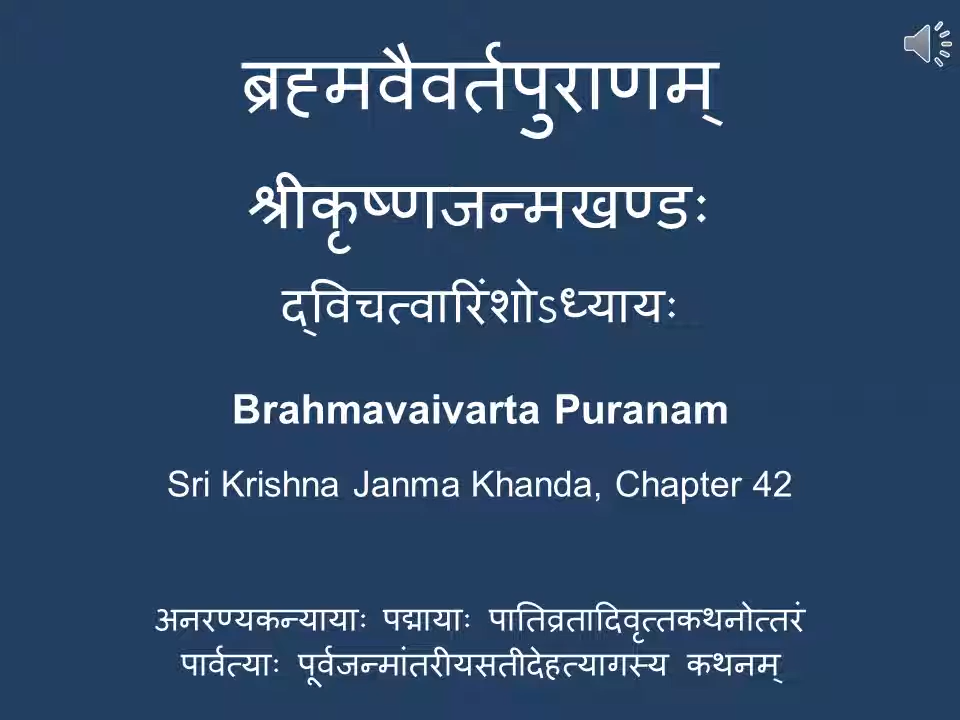 ब्रह्मवैवर्तपुराणम्
श्रीकृष्णजन्मखण्डः
द्विचत्वारिंशोऽध्यायः
Brahmavaivarta Puranam
Sri Krishna Janma Khanda, Chapter 42
अनरण्यकन्यायाः पद्मायाः पातिव्रतादिवृत्तकथनोत्तरं
पार्वत्याः पूर्वजन्मांतरीयसतीदेहत्यागस्य कथनम्